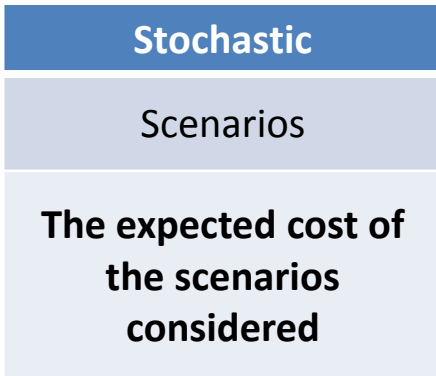 Stochastic
Scenarios
The expected cost of
the scenarios
considered